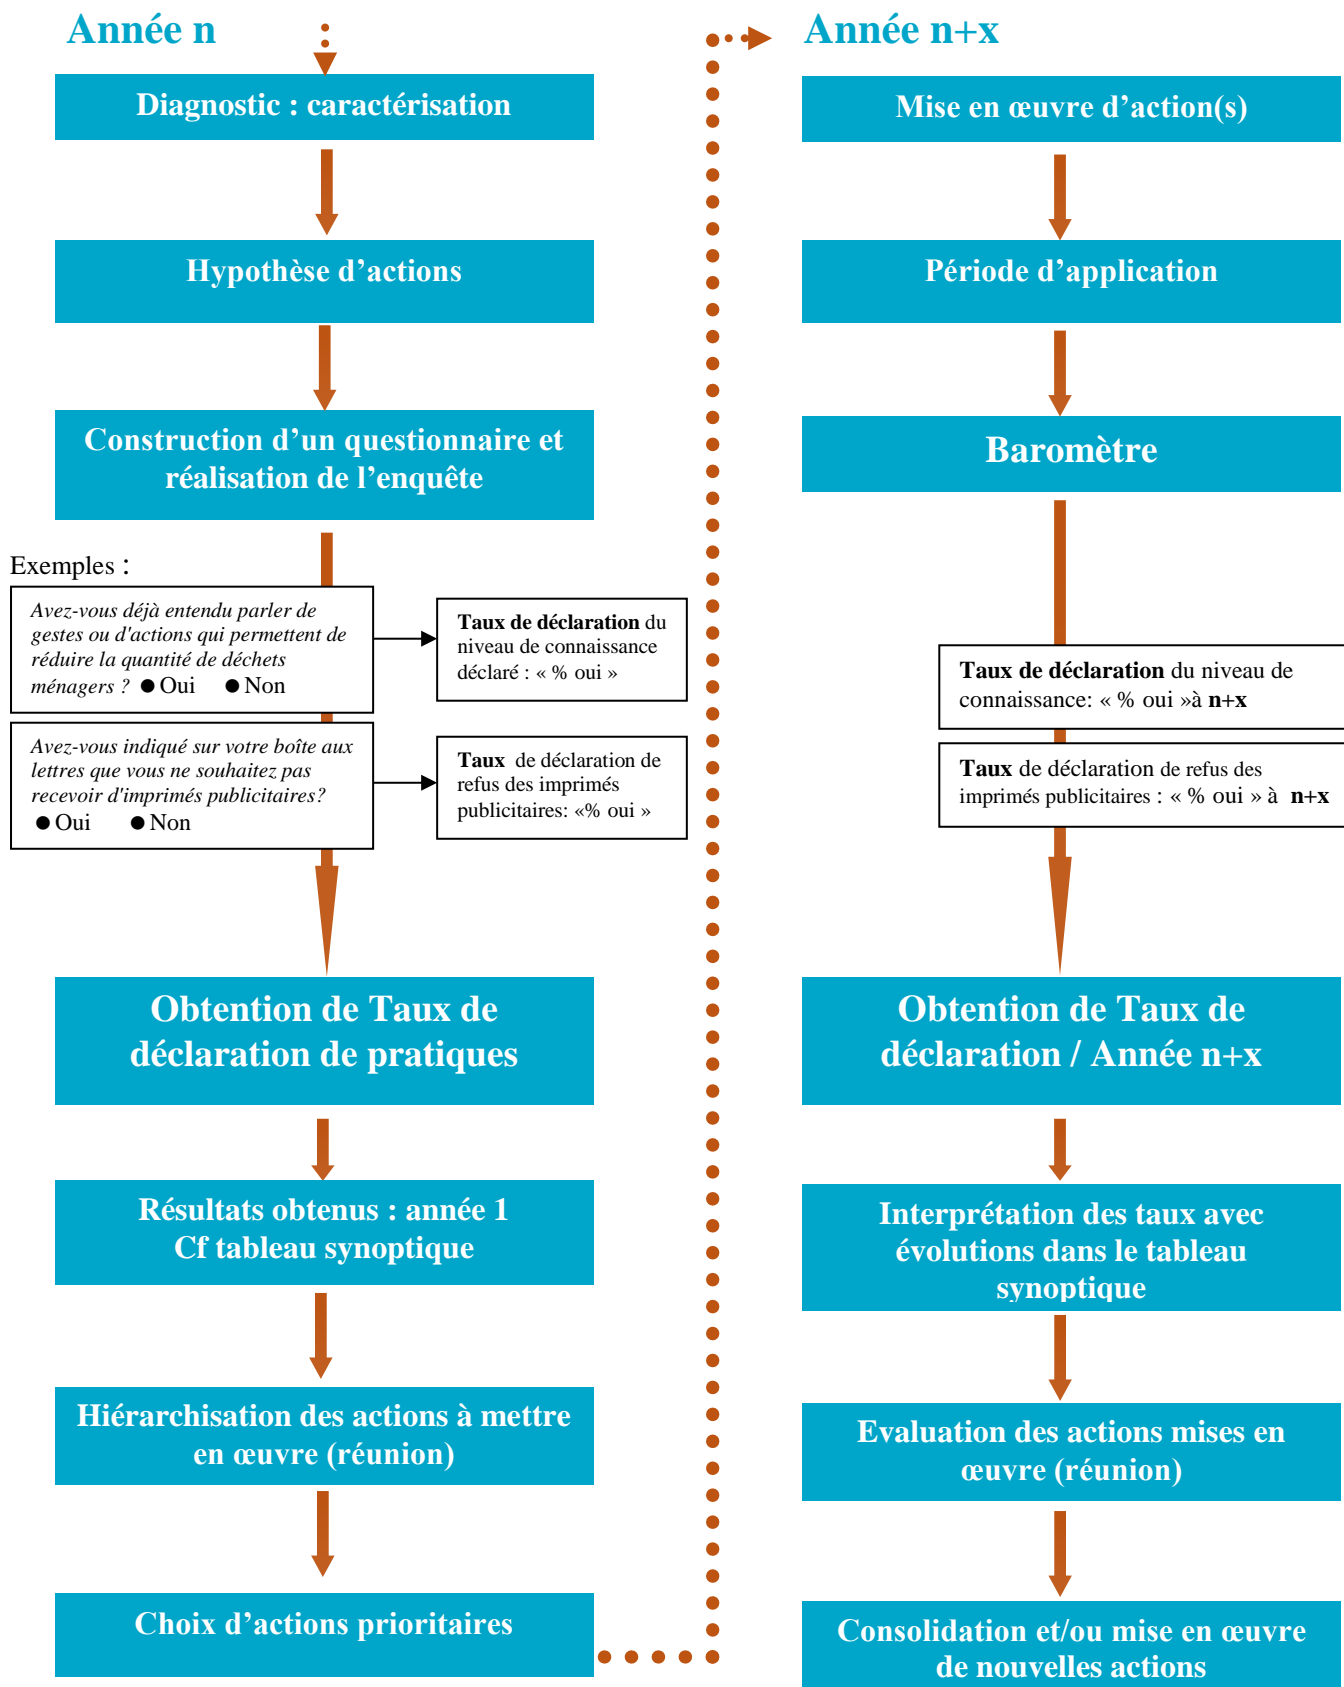 Année n
Diagnostic : caractérisation
Hypothèse d’actions
Construction d’un questionnaire et
réalisation de l’enquête
Exemples :
Avez-vous déjà entendu parler de
gestes ou d'actions qui permettent de
réduire la quantité de déchets
ménagers ? ● Oui ● Non
Taux de déclaration du
niveau de connaissance
déclaré : « % oui »
Avez-vous indiqué sur votre boîte aux
lettres que vous ne souhaitez pas
recevoir d'imprimés publicitaires?
● Oui ● Non
Taux de déclaration de
refus des imprimés
publicitaires: «% oui »
Obtention de Taux de
déclaration de pratiques
Résultats obtenus : année 1
Cf tableau synoptique
Hiérarchisation des actions à mettre
en œuvre (réunion)
Choix d’actions prioritaires
Année n+x
Mise en œuvre d’action(s)
Période d’application
Baromètre
Taux de déclaration du niveau de
connaissance: « % oui »à n+x
Taux de déclaration de refus des
imprimés publicitaires : « % oui » à n+x
Obtention de Taux de
déclaration / Année n+x
Interprétation des taux avec
évolutions dans le tableau
synoptique
Evaluation des actions mises en
œuvre (réunion)
Consolidation et/ou mise en œuvre
de nouvelles actions